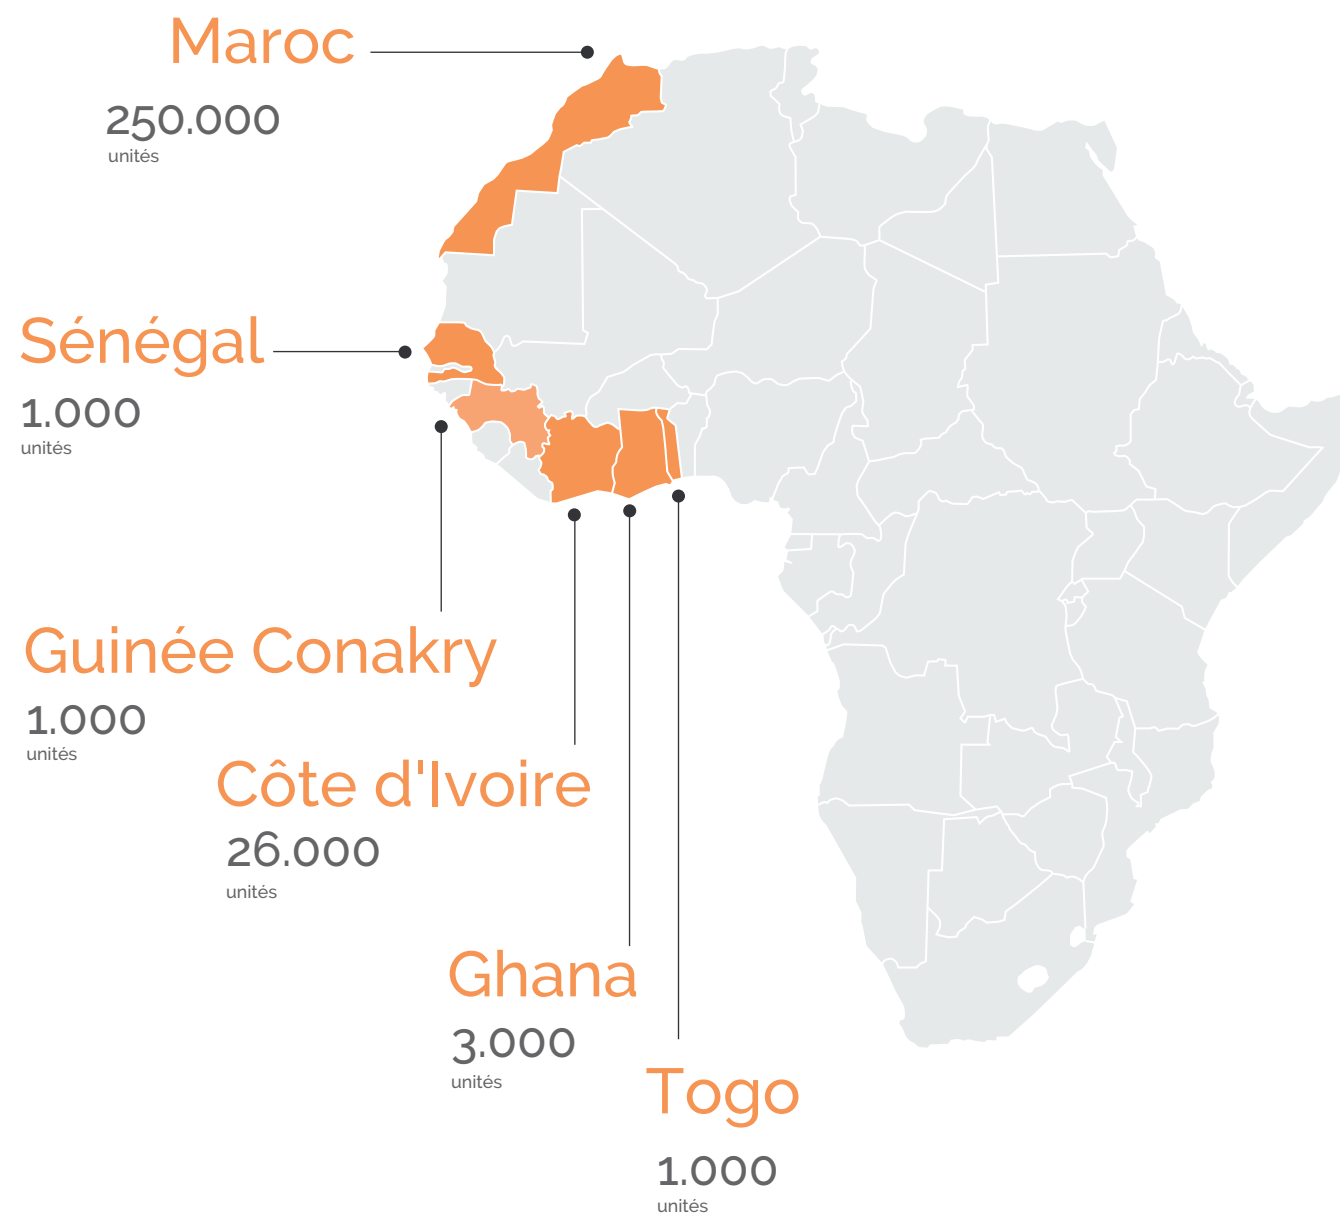 Maroc
250.000
unités
Sénégal
1.000
unités
Guinée Conakry
1.000
unités
Côte d'Ivoire
26.000
unités
Ghana
3.000
unités
Togo
1.000
unités